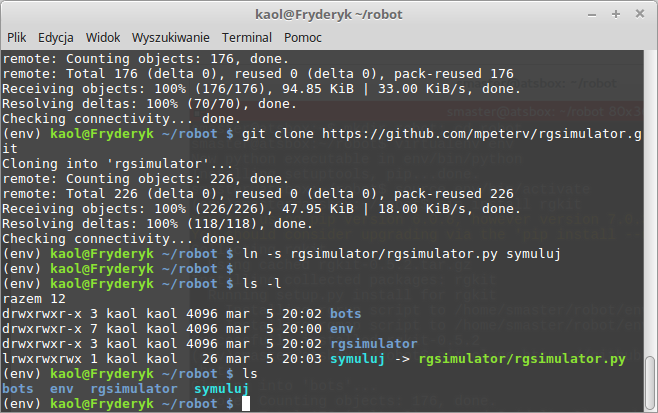 kaol@Fryderyk ~/robot
Plik Edycja Widok Wyszukiwanie Terminal Pomoc
remote: Counting objects: 176, done.
remote: Total 176 (delta 0), reused 0 (delta 0), pack-reused 176
Receiving objects: 100% (176/176), 94.85 KiB | 33.00 KiB/s, done.
Resolving deltas: 100% (70/70), done.
Checking connectivity... done.
(env) kaol@Fryderyk ~/robot $ git clone https://github.com/mpeterv/rgsimulator.g
it
Cloning into 'rgsimulator'...
remote: Counting objects: 226, done.
remote: Total 226 (delta 0), reused 0 (delta 0), pack-reused 226
Receiving objects: 100% (226/226), 47.95 KiB | 18.00 KiB/s, done.
Resolving deltas: 100% (118/118), done.
Checking connectivity... done.
(env) kaol@Fryderyk ~/robot $ ln -s rgsimulator/rgsimulator.py symuluj
(env) kaol@Fryderyk ~/robot $
(env) kaol@Fryderyk ~/robot $ ls -l
razem 12
drwxrwxr-x 3 kaol kaol 4096 mar  5 20:02 bots
drwxrwxr-x 7 kaol kaol 4096 mar  5 20:00 env
drwxrwxr-x 4 kaol kaol 4096 mar  5 20:02 rgsimulator
lrwxrwxrwx 1 kaol kaol   26 mar  5 20:03 symuluj -> rgsimulator/rgsimulator.py
(env) kaol@Fryderyk ~/robot $ ls
bots  env  rgsimulator  symuluj
(env) kaol@Fryderyk ~/robot $